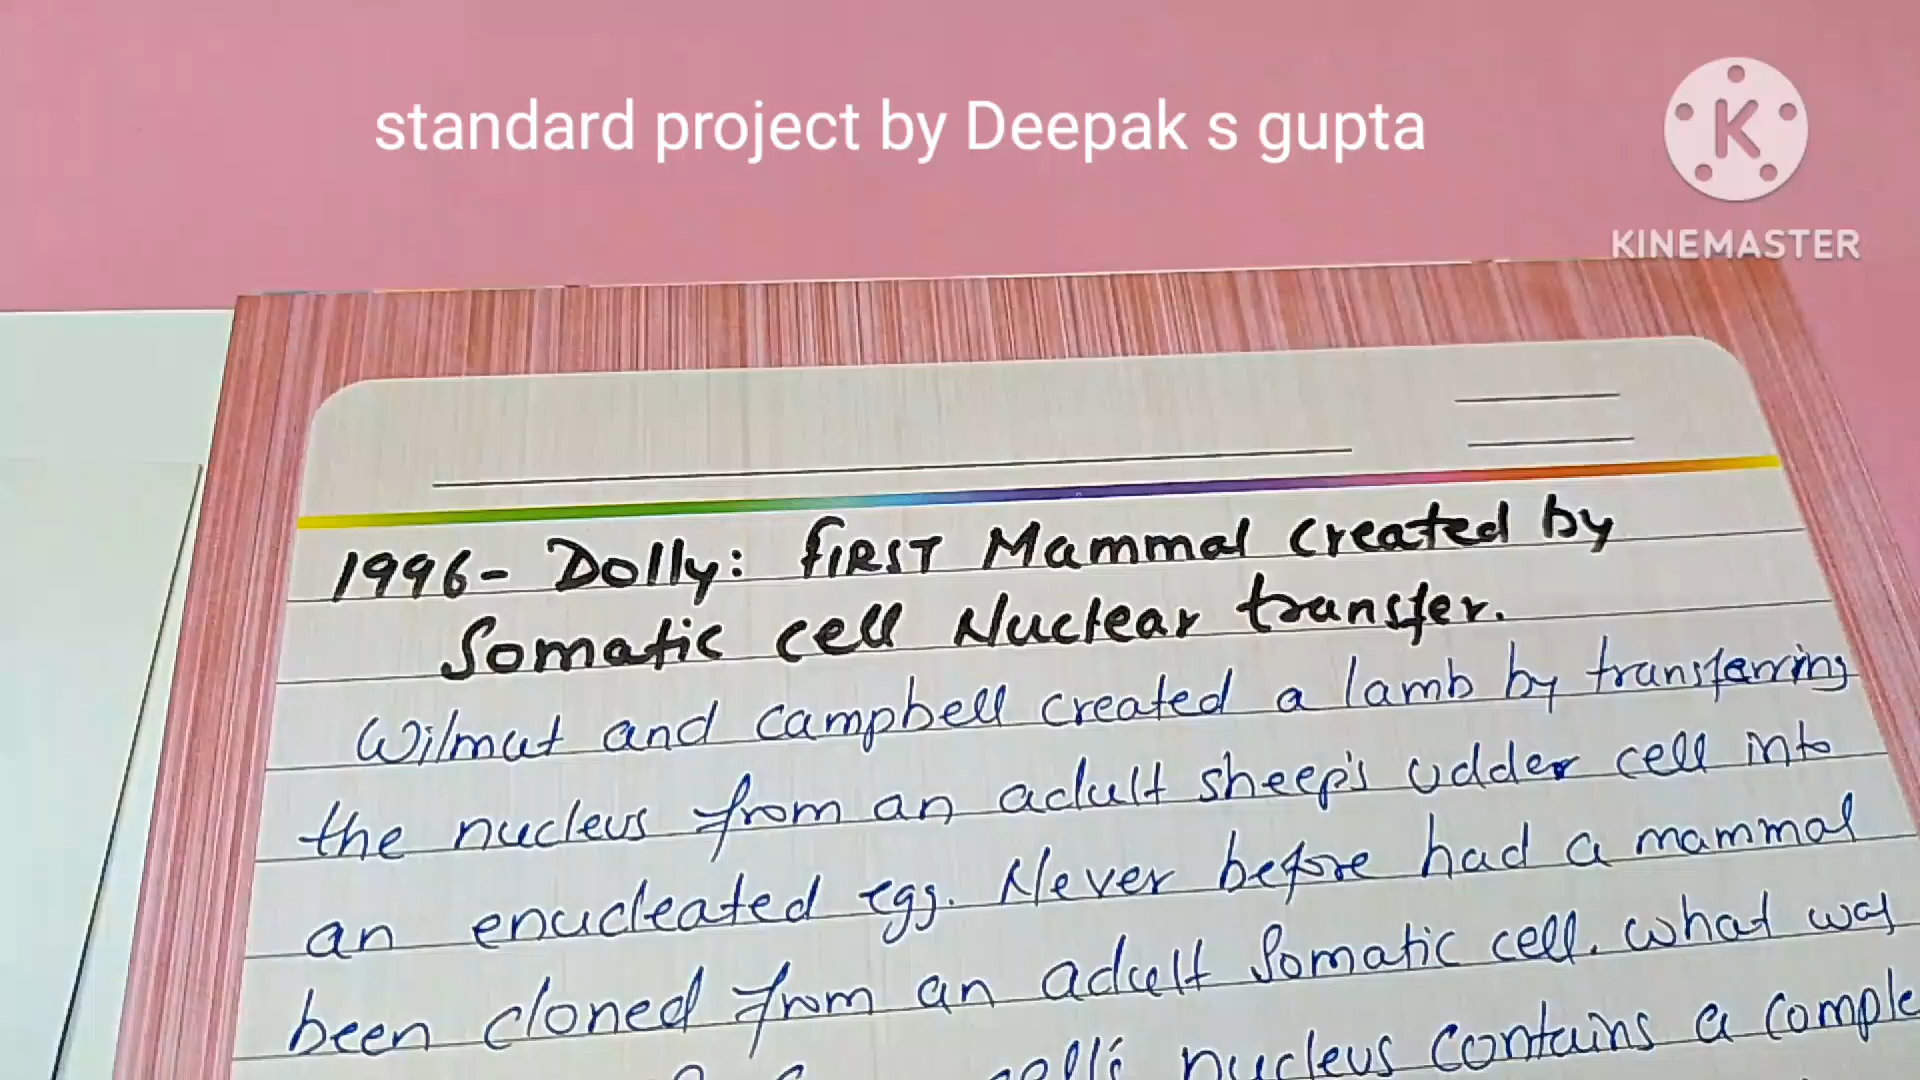 standard project by Deepak s gupta
K
KINEMASTER
1996- Dolly: fIRST Mammal created by
Somatic cell Nuclear transfer.
Wilmut and campbell created a lamb by transferring
the nucleus from an adult sheep's udder cell into
an enucleated egg. Never before had a mammal
been cloned from an adult Somatic cell. what was
nucleus contains a comple